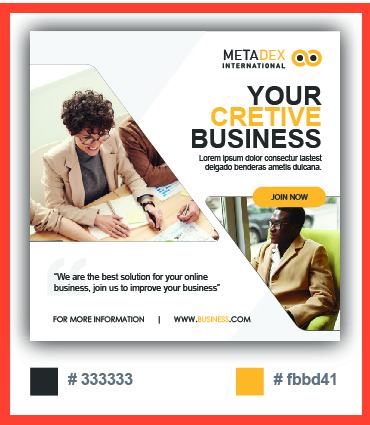 METADEX
INTERNATIONAL
YOUR
CRETIVE
BUSINESS
Lorem ipsum dolor consectur lastest
delgado benderas ametis dulcana.
JOIN NOW
“We are the best solution for your online
business, join us to improve your business”
FOR MORE INFORMATION | WWW.BUSINESS.COM
# 333333
# fbbd41